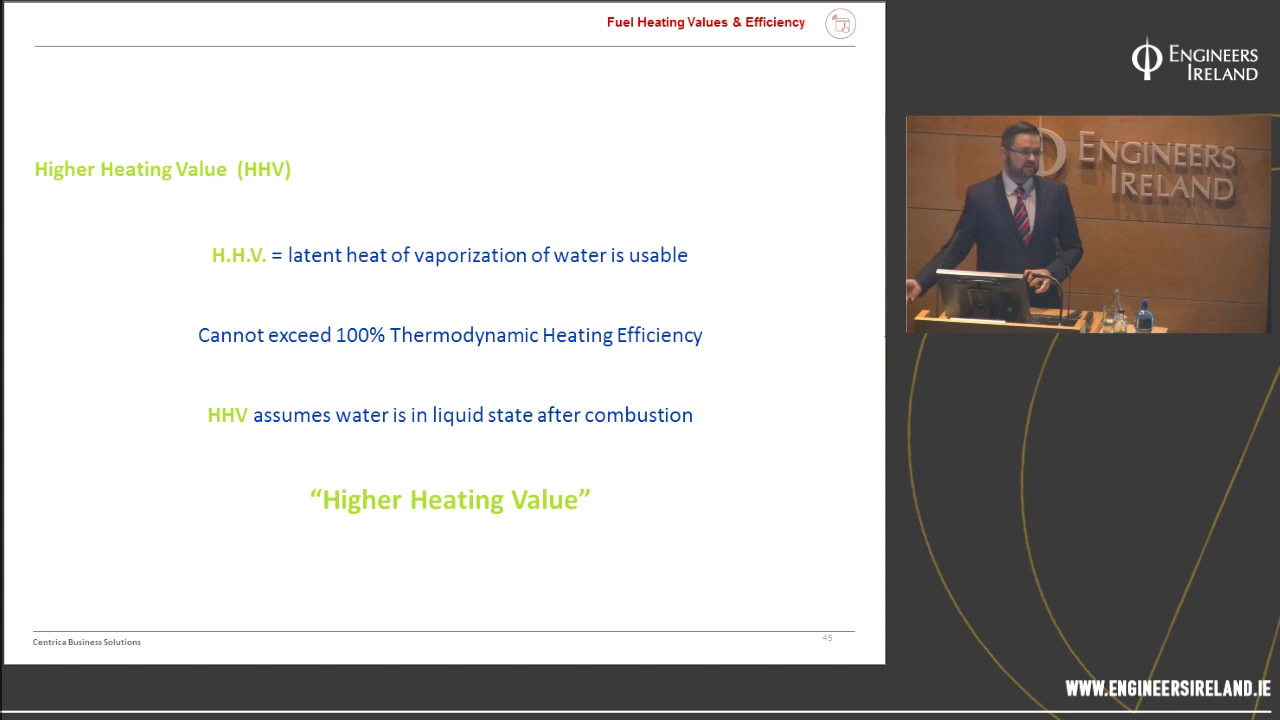 Fuel Heating Values & Efficiency
Higher Heating Value (HHV)
H.H.V. = latent heat of vaporization of water is usable
Cannot exceed 100% Thermodynamic Heating Efficiency
HHV assumes water is in liquid state after combustion
“Higher Heating Value”
Centrica Business Solutions
45
ENGINEERS
IRELAND
ENGINEERS
IRELAND
WWW.ENGINEERSIRELAND.IE